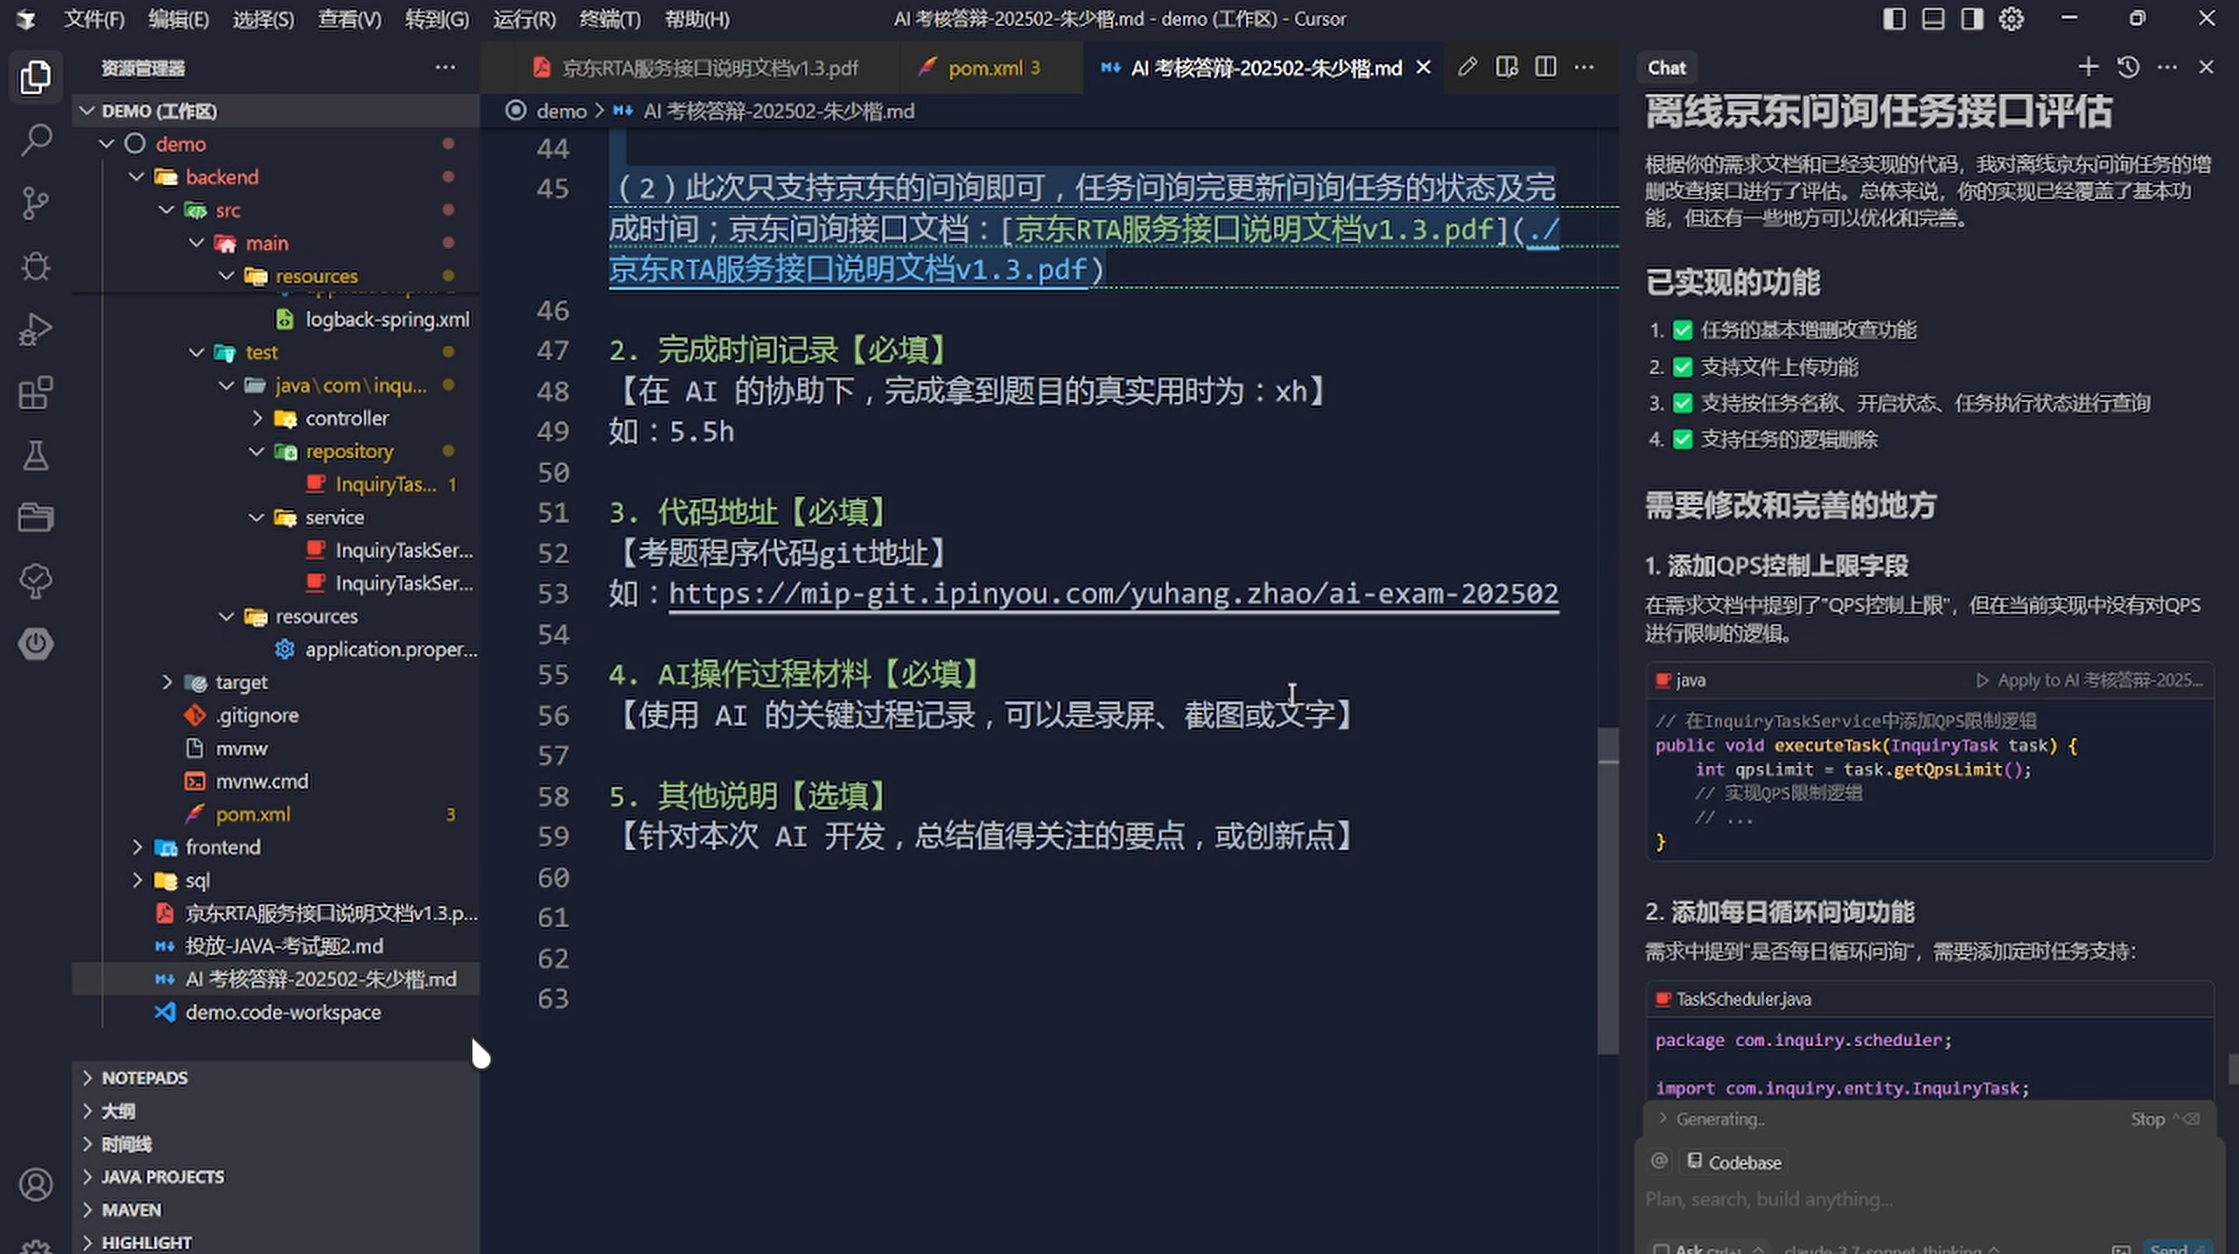 文件(F) 编辑(E) 选择(S) 查看(V) 转到(G) 运行(R) 终端(T) 帮助(H)
AI 考核答辩-202502-朱少楷.md - demo (工作区) - Cursor
资源管理器
DEMO (工作区)
demo
backend
src
main
resources
logback-spring.xml
test
java\com\inqu...
controller
repository
InquiryTas... 1
service
InquiryTaskSer...
InquiryTaskSer...
resources
application.proper...
target
.gitignore
mvnw
mvnw.cmd
pom.xml 3
frontend
sql
京东RTA服务接口说明文档v1.3.p...
投放-JAVA-考试题2.md
AI 考核答辩-202502-朱少楷.md
demo.code-workspace
NOTEPADS
大纲
时间线
JAVA PROJECTS
MAVEN
HIGHLIGHT
京东RTA服务接口说明文档v1.3.pdf
pom.xml 3
AI 考核答辩-202502-朱少楷.md
demo > AI 考核答辩-202502-朱少楷.md
44
45 （2）此次只支持京东的问询即可，任务问询完更新问询任务的状态及完
成时间；京东问询接口文档：[京东RTA服务接口说明文档v1.3.pdf](./
京东RTA服务接口说明文档v1.3.pdf)
46
47 2. 完成时间记录【必填】
48 【在 AI 的协助下，完成拿到题目的真实用时为：xh】
49 如：5.5h
50
51 3. 代码地址【必填】
52 【考题程序代码git地址】
53 如：https://mip-git.ipinyou.com/yuhang.zhao/ai-exam-202502
54
55 4. AI操作过程材料【必填】
56 【使用 AI 的关键过程记录，可以是录屏、截图或文字】
57
58 5. 其他说明【选填】
59 【针对本次 AI 开发，总结值得关注的要点，或创新点】
60
61
62
63
Chat
离线京东问询任务接口评估
根据你的需求文档和已经实现的代码，我对离线京东问询任务的增
删改查接口进行了评估。总体来说，你的实现已经覆盖了基本功
能，但还有一些地方可以优化和完善。
已实现的功能
1. ✅ 任务的基本增删改查功能
2. ✅ 支持文件上传功能
3. ✅ 支持按任务名称、开启状态、任务执行状态进行查询
4. ✅ 支持任务的逻辑删除
需要修改和完善的地方
1. 添加QPS控制上限字段
在需求文档中提到了"QPS控制上限"，但在当前实现中没有对QPS
进行限制的逻辑。
java
Apply to AI 考核答辩-2025...
// 在InquiryTaskService中添加QPS限制逻辑
public void executeTask(InquiryTask task) {
int qpsLimit = task.getQpsLimit();
// 实现QPS限制逻辑
// ...
}
2. 添加每日循环问询功能
需求中提到"是否每日循环问询"，需要添加定时任务支持：
TaskScheduler.java
package com.inquiry.scheduler;
import com.inquiry.entity.InquiryTask;
Generating..
Stop
@ Codebase
Plan, search, build anything...
Ask
claude-3.7-sonnet-thinking
Send